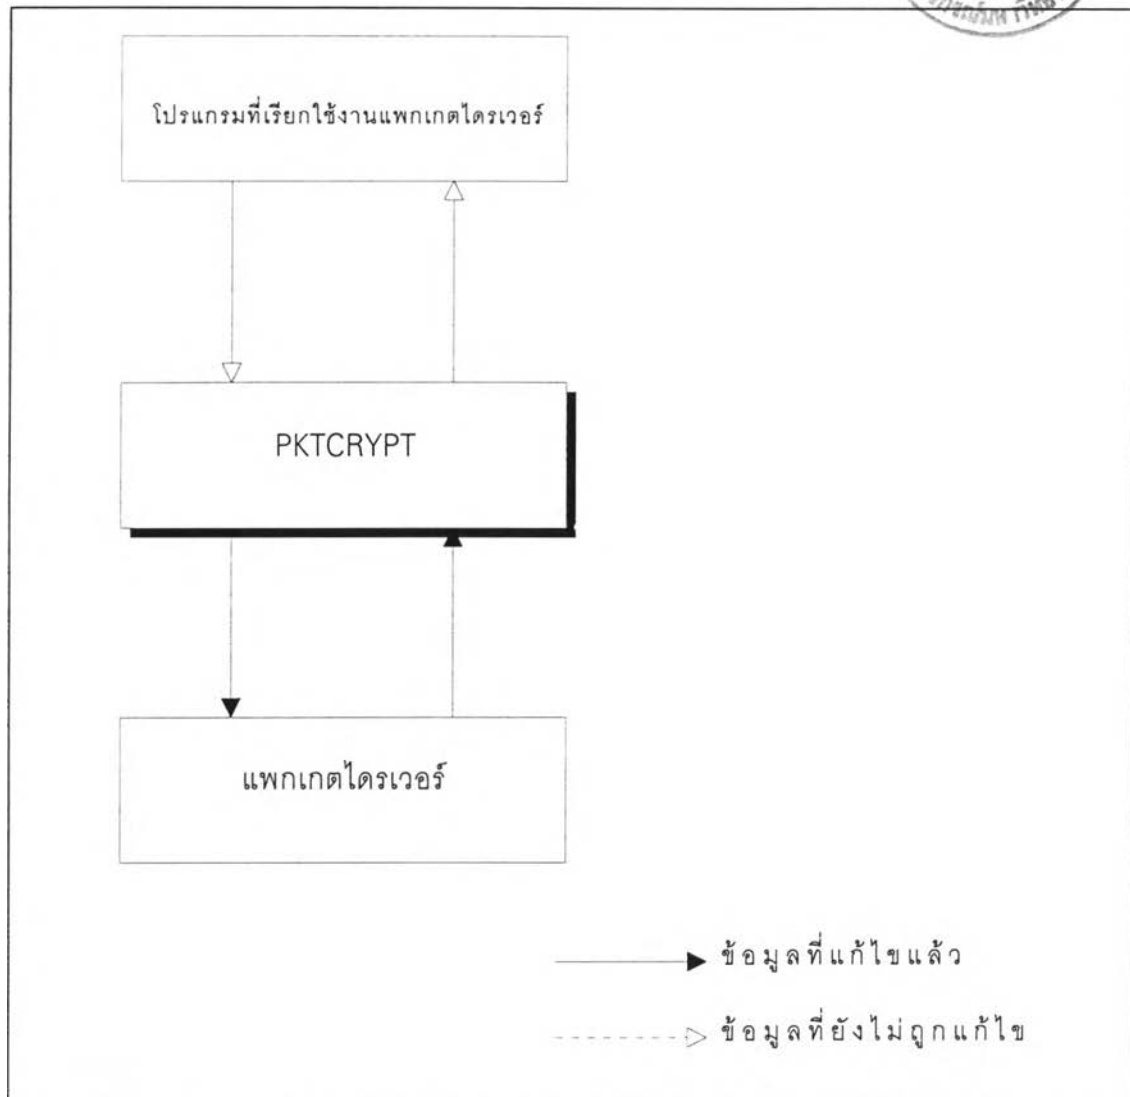 โปรแกรมที่เรียกใช้งานแพกเกตไดรเวอร์
PKTCRYPT
แพกเกตไดรเวอร์
ข้อมูลที่แก้ไขแล้ว
ข้อมูลที่ยังไม่ถูกแก้ไข